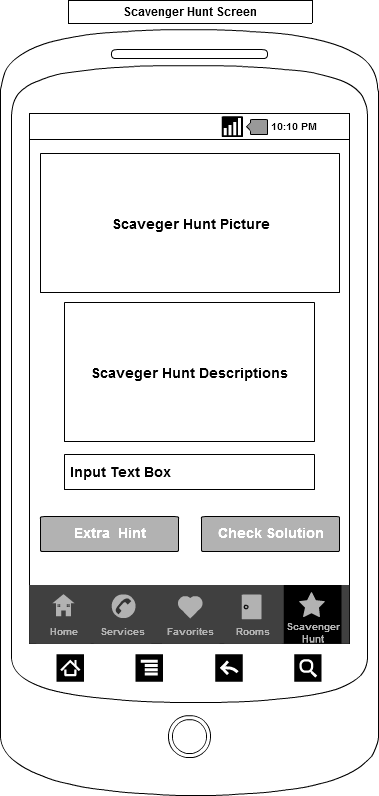 Scavenger Hunt Screen
10:10 PM
Scaveger Hunt Picture
Scaveger Hunt Descriptions
Input Text Box
Extra Hint
Check Solution
Home
Services
Favorites
Rooms
Scavenger
Hunt